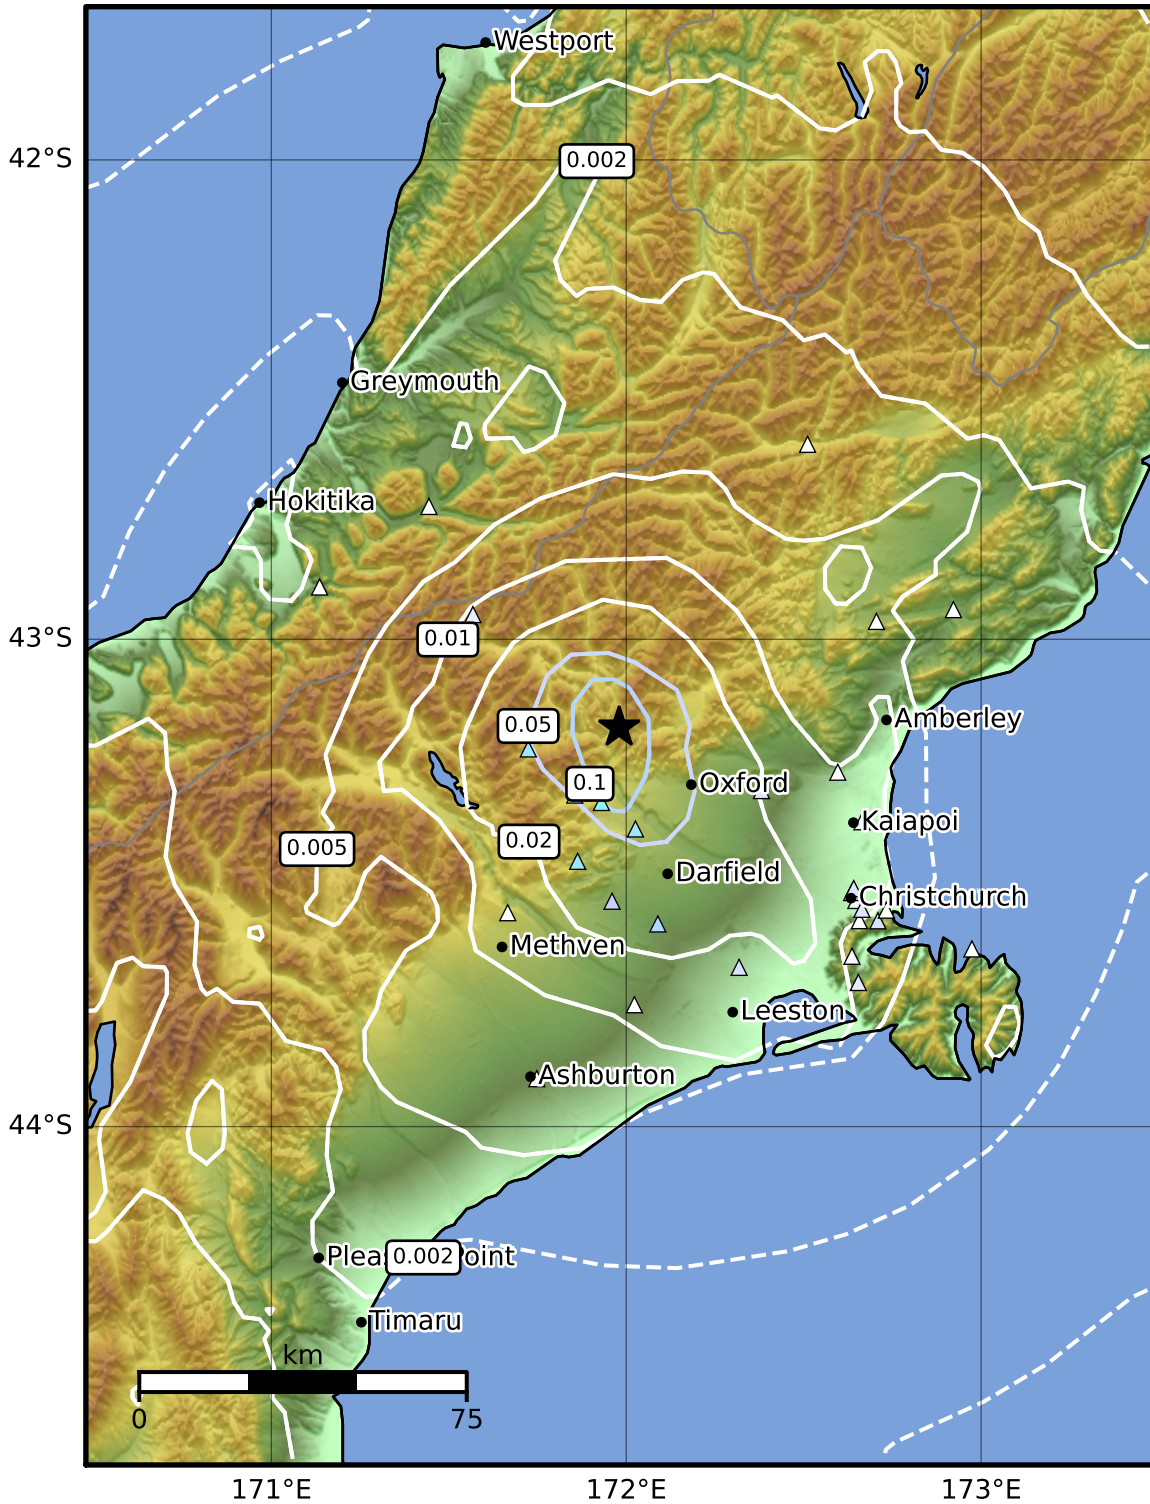 Westport
42°S
0.002
Greymouth
Hokitika
43°S
0.01
0.05
Amberley
0.1
Oxford
Kaiapoi
0.005
0.02
Darfield
Christchurch
Methven
Leeston
Ashburton
44°S
Pleas
0.002
oint
Timaru
km
0
75
171°E
172°E
173°E